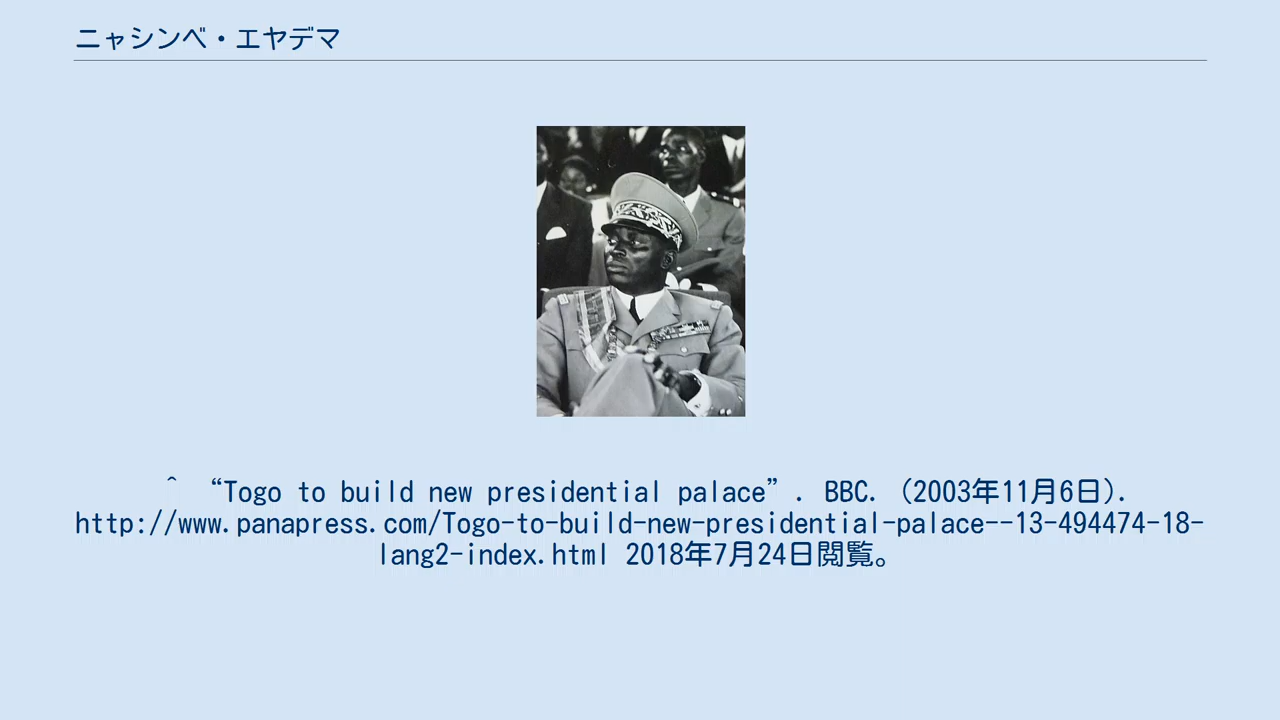 ニャシンベ・エヤデマ
^ “Togo to build new presidential palace”. BBC. (2003年11月6日).
http://www.panapress.com/Togo-to-build-new-presidential-palace--13-494474-18-
lang2-index.html 2018年7月24日閲覧。